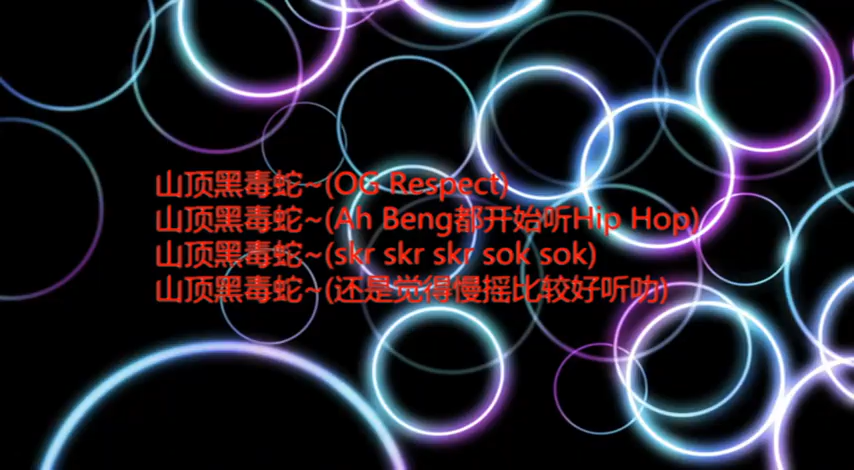 山顶黑毒蛇~(OG Respect)
山顶黑毒蛇~(Ah Beng都开始听Hip Hop)
山顶黑毒蛇~(skr skr skr sok sok)
山顶黑毒蛇~(还是觉得慢摇比较好听叻)